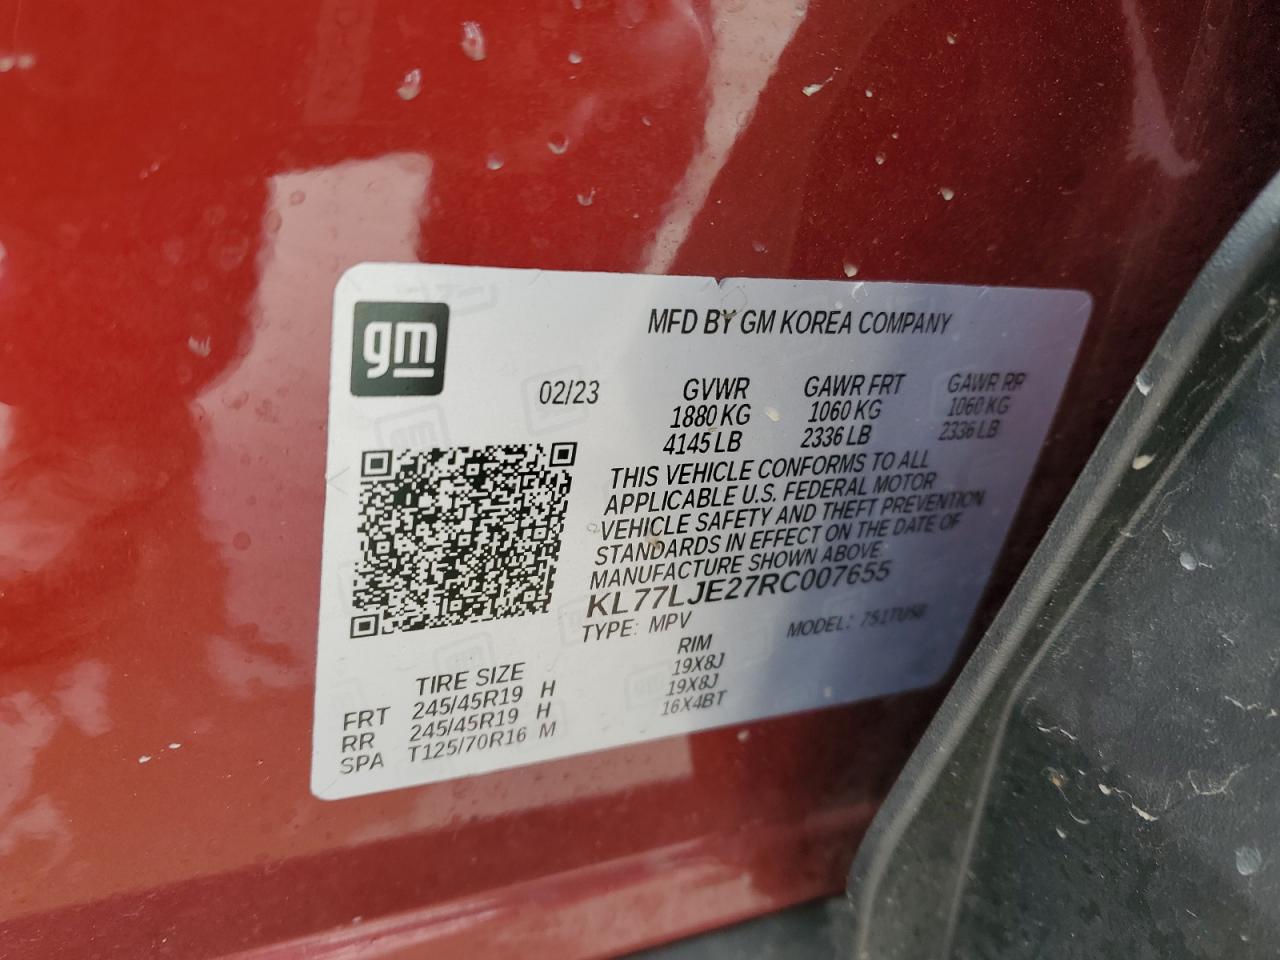 gm
MFD BY GM KOREA COMPANY
02/23 GVWR GAWR FRT GAWR RR
1880 KG 1060 KG 1060 KG
4145 LB 2336 LB 2336 LB
THIS VEHICLE CONFORMS TO ALL
APPLICABLE U.S. FEDERAL MOTOR
VEHICLE SAFETY AND THEFT PREVENTION
STANDARDS IN EFFECT ON THE DATE OF
MANUFACTURE SHOWN ABOVE.
KL77LJE27RC007655
TYPE: MPV MODEL: 751TUSE
TIRE SIZE RIM
FRT 245/45R19 H 19X8J
RR 245/45R19 H 19X8J
SPA T125/70R16 M 16X4BT